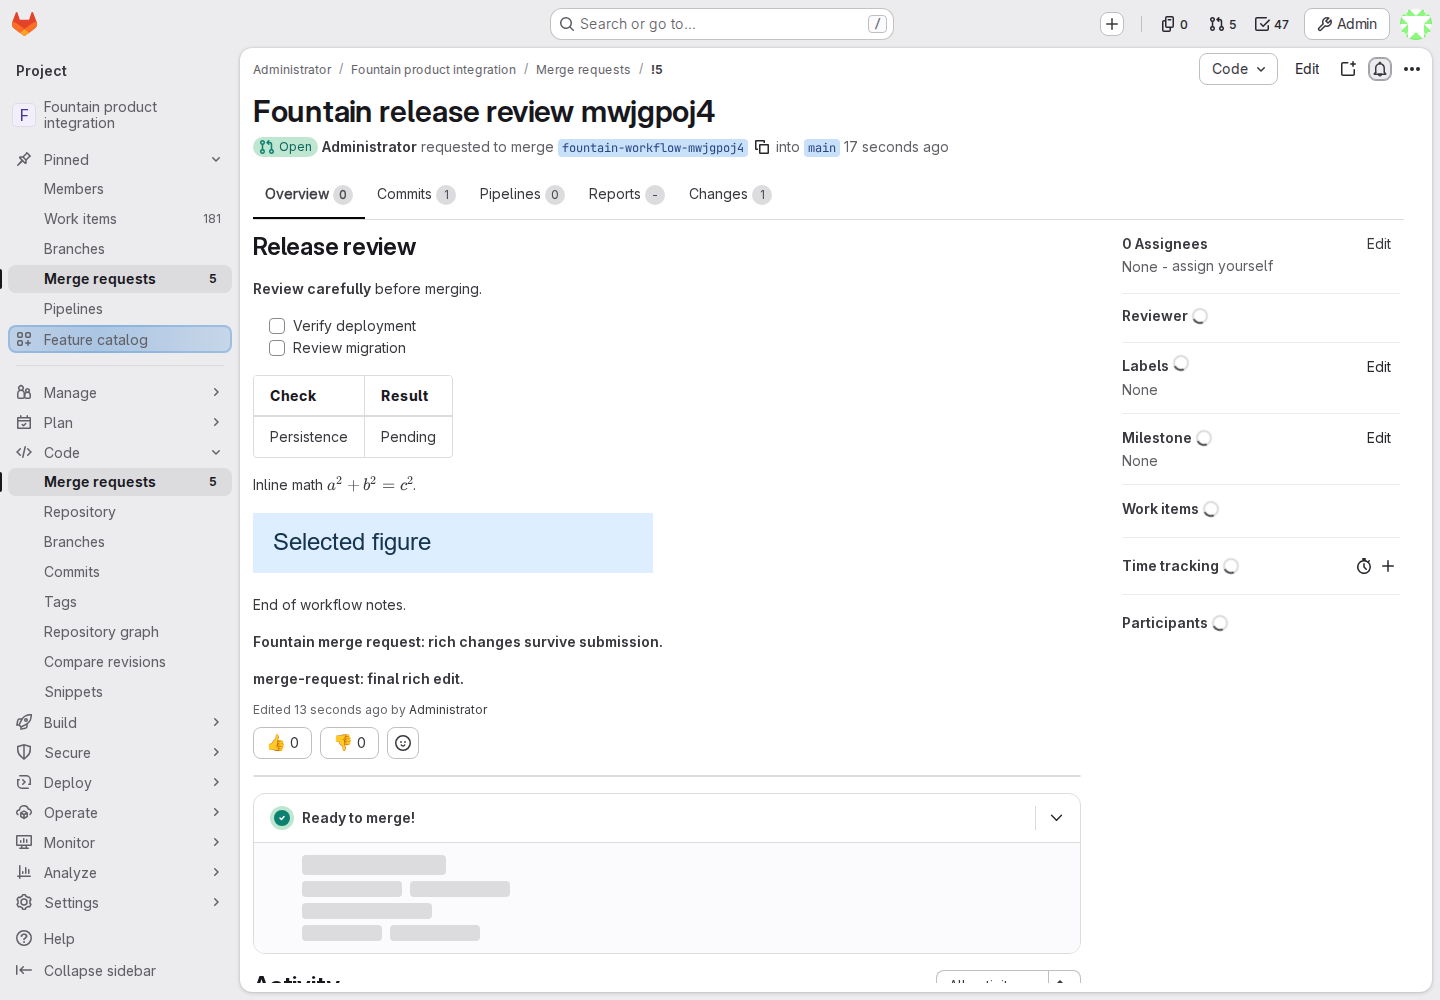 Search or go to...
/
0
5
47
Admin
Project
F
Fountain product integration
Pinned
Members
Work items 181
Branches
Merge requests 5
Pipelines
Feature catalog
Manage
Plan
Code
Merge requests 5
Repository
Branches
Commits
Tags
Repository graph
Compare revisions
Snippets
Build
Secure
Deploy
Operate
Monitor
Analyze
Settings
Help
Collapse sidebar
Administrator / Fountain product integration / Merge requests / !5
Code
Edit
Fountain release review mwjgpoj4
Open Administrator requested to merge fountain-workflow-mwjgpoj4 into main 17 seconds ago
Overview 0
Commits 1
Pipelines 0
Reports -
Changes 1
Release review
Review carefully before merging.
Verify deployment
Review migration
Check Result
Persistence Pending
Inline math a² + b² = c².
Selected figure
End of workflow notes.
Fountain merge request: rich changes survive submission.
merge-request: final rich edit.
Edited 13 seconds ago by Administrator
👍 0
👎 0
Ready to merge!
Activity
All activity
0 Assignees Edit
None - assign yourself
Reviewer
Labels Edit
None
Milestone Edit
None
Work items
Time tracking
Participants